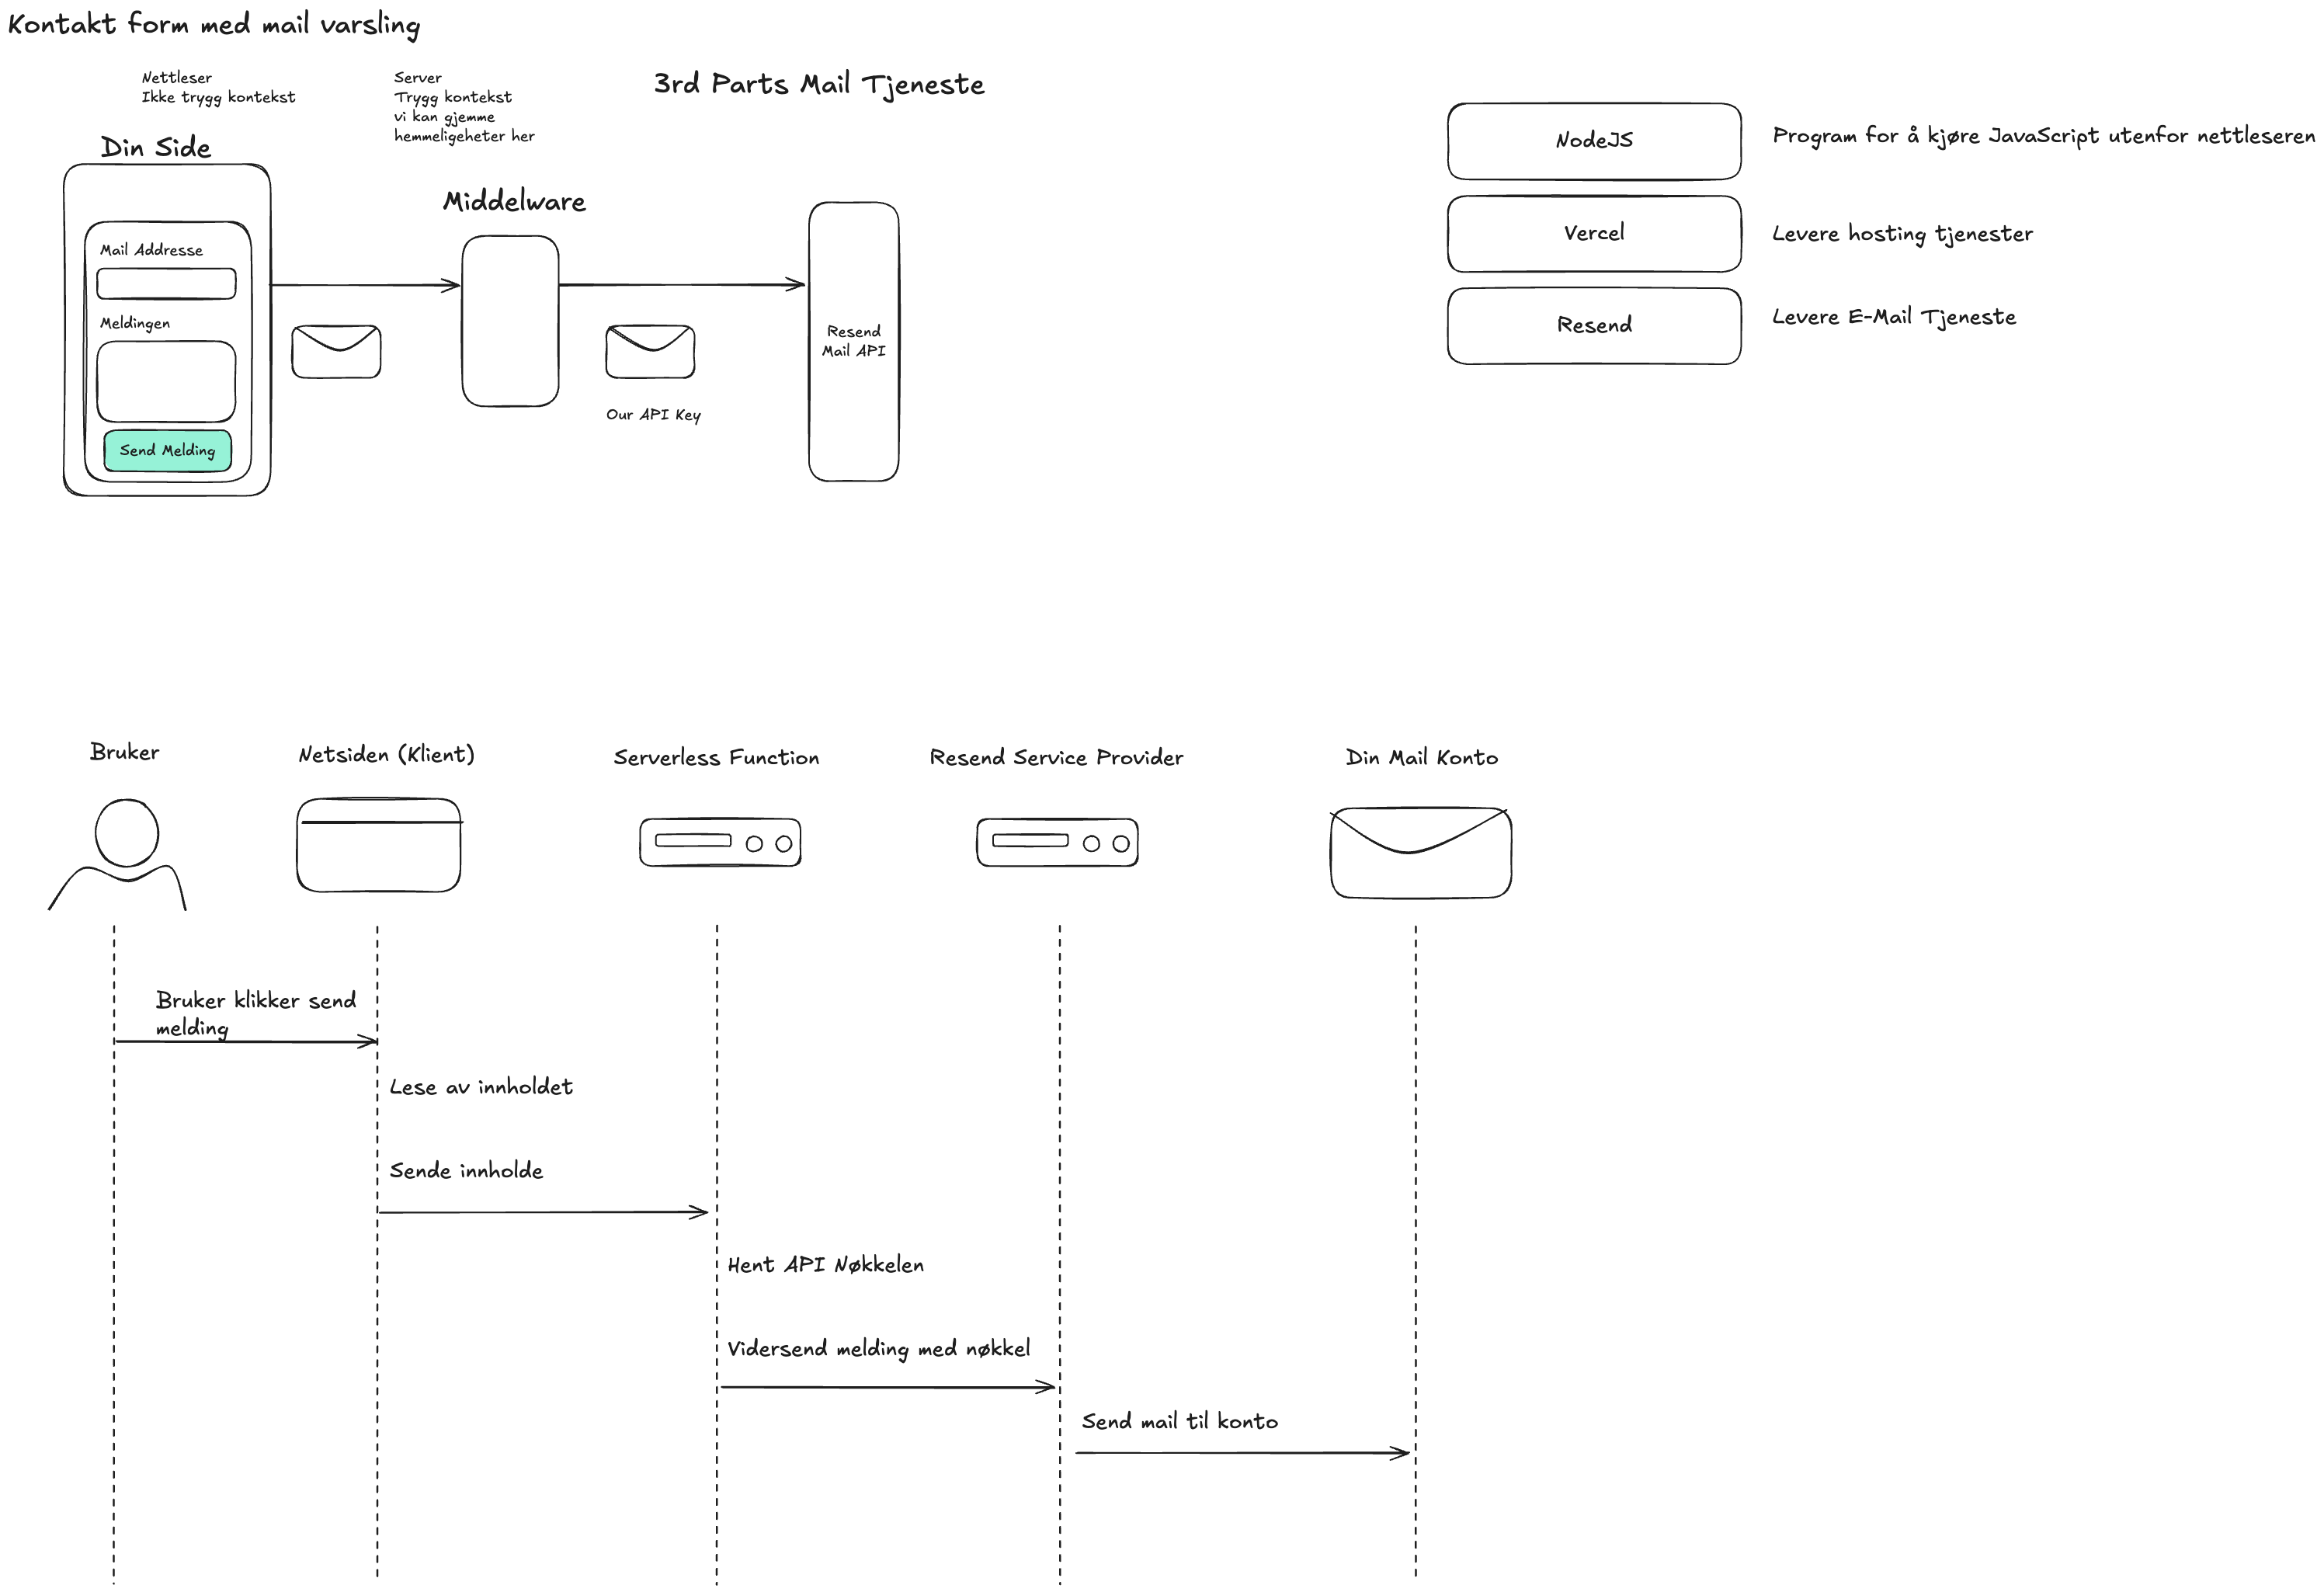 Kontakt form med mail varsling
Nettleser
Ikke trygg kontekst
Server
Trygg kontekst
vi kan gjemme
hemmeligeheter her
3rd Parts Mail Tjeneste
Din Side
Middelware
Mail Addresse
Meldingen
Send Melding
Our API Key
Resend
Mail API
NodeJS
Program for å kjøre JavaScript utenfor nettleseren
Vercel
Levere hosting tjenester
Resend
Levere E-Mail Tjeneste
Bruker
Netsiden (Klient)
Serverless Function
Resend Service Provider
Din Mail Konto
Bruker klikker send
melding
Lese av innholdet
Sende innholde
Hent API Nøkkelen
Vidersend melding med nøkkel
Send mail til konto